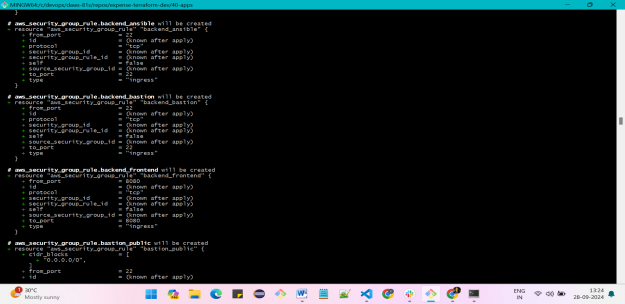 MINGW64:/c/devops/daws-81s/repos/expense-terraform-dev/40-apps
}
# aws_security_group_rule.backend_ansible will be created
+ resource "aws_security_group_rule" "backend_ansible" {
+ from_port = 22
+ id = (known after apply)
+ protocol = "tcp"
+ security_group_id = (known after apply)
+ security_group_rule_id = (known after apply)
+ self = false
+ source_security_group_id = (known after apply)
+ to_port = 22
+ type = "ingress"
}
# aws_security_group_rule.backend_bastion will be created
+ resource "aws_security_group_rule" "backend_bastion" {
+ from_port = 22
+ id = (known after apply)
+ protocol = "tcp"
+ security_group_id = (known after apply)
+ security_group_rule_id = (known after apply)
+ self = false
+ source_security_group_id = (known after apply)
+ to_port = 22
+ type = "ingress"
}
# aws_security_group_rule.backend_frontend will be created
+ resource "aws_security_group_rule" "backend_frontend" {
+ from_port = 8080
+ id = (known after apply)
+ protocol = "tcp"
+ security_group_id = (known after apply)
+ security_group_rule_id = (known after apply)
+ self = false
+ source_security_group_id = (known after apply)
+ to_port = 8080
+ type = "ingress"
}
# aws_security_group_rule.bastion_public will be created
+ resource "aws_security_group_rule" "bastion_public" {
+ cidr_blocks = [
+ "0.0.0.0/0",
]
+ from_port = 22
+ id = (known after apply)
30°C
Mostly sunny
ENG
IN
13:24
28-09-2024